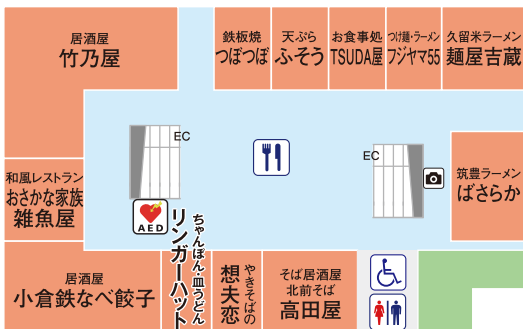 居酒屋
竹乃屋
鉄板焼
つぼつぼ
天ぷら
ふそう
お食事処
TSUDA屋
つけ麺・ラーメン
フジヤマ55
久留米ラーメン
麺屋吉蔵
EC
EC
和風レストラン
おさかな家族
雑魚屋
AED
筑豊ラーメン
ばさらか
居酒屋
小倉鉄なべ餃子
ちゃんぽん・皿うどん
リンガーハット
やきそばの
想夫恋
そば居酒屋
北前そば
高田屋